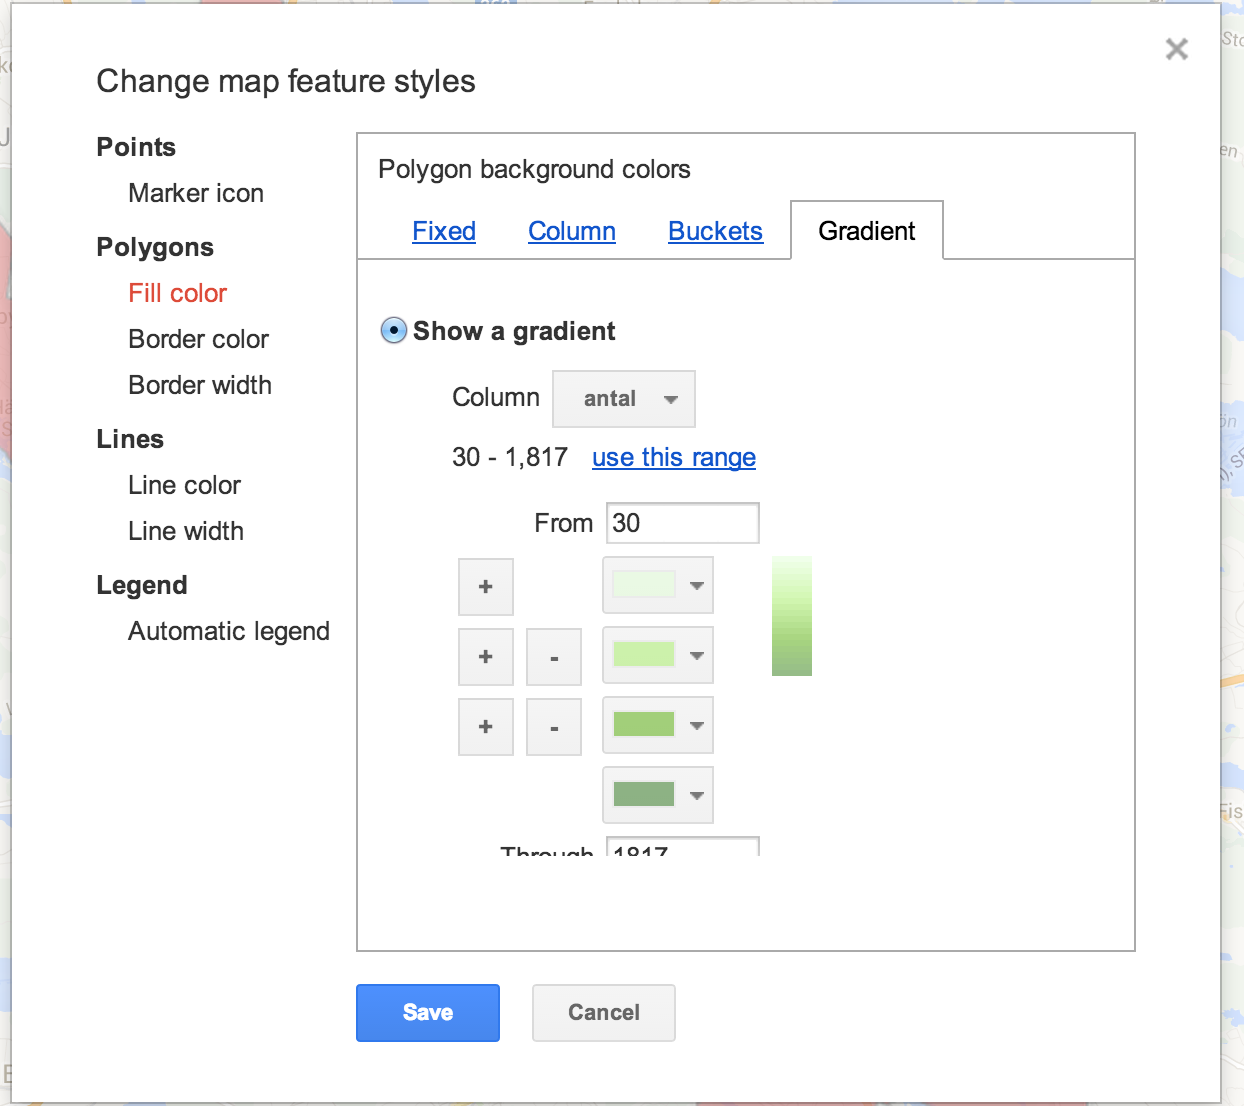 Change map feature styles
Points
Marker icon
Polygons
Fill color
Border color
Border width
Lines
Line color
Line width
Legend
Automatic legend
Polygon background colors
Fixed Column Buckets Gradient
Show a gradient
Column antal
30 - 1,817 use this range
From 30
+
+ -
+ -
Through 1817
Save Cancel